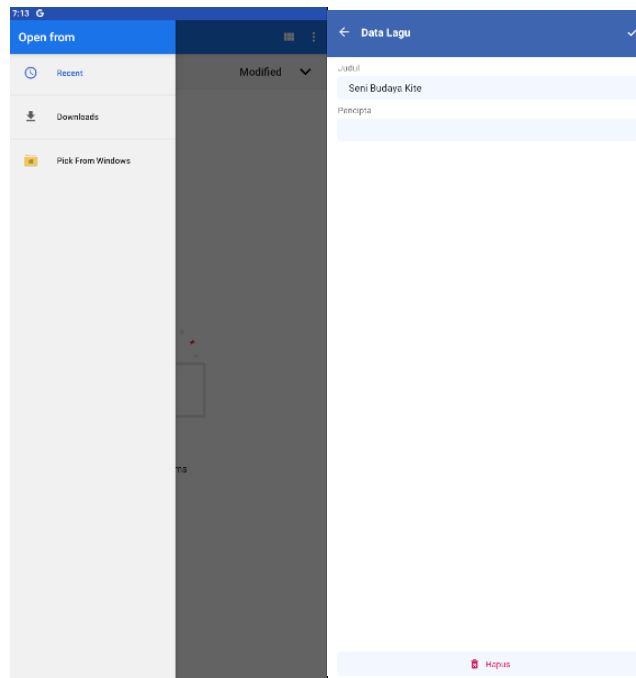 7:13 G
Open from
Recent
Modified
Downloads
Pick From Windows
ms
Data Lagu
Judul
Seni Budaya Kite
Pencipta
Hapus